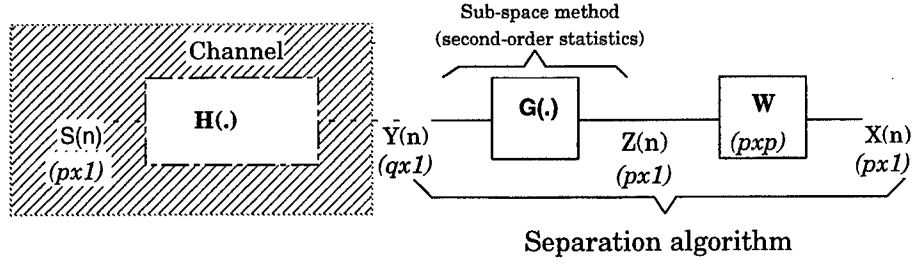 Sub-space method
(second-order statistics)
Channel
H(.)
G(.)
W
S(n)
(px1)
Y(n)
(qx1)
Z(n)
(px1)
(pxp)
X(n)
(px1)
Separation algorithm